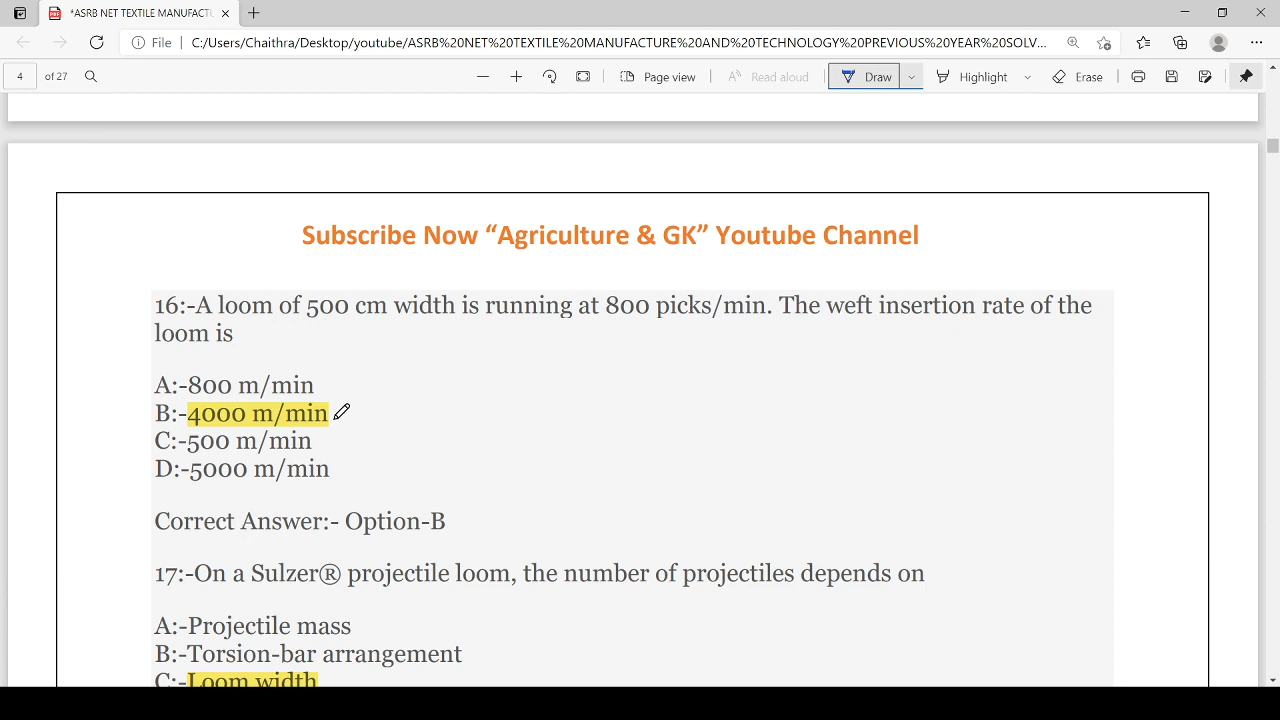 *ASRB NET TEXTILE MANUFACTU
File
C:/Users/Chaithra/Desktop/youtube/ASRB%20NET%20TEXTILE%20MANUFACTURE%20AND%20TECHNOLOGY%20PREVIOUS%20YEAR%20SOLV...
4 of 27
Page view
Read aloud
Draw
Highlight
Erase
Subscribe Now “Agriculture & GK” Youtube Channel
16:-A loom of 500 cm width is running at 800 picks/min. The weft insertion rate of the
loom is
A:-800 m/min
B:-4000 m/min
C:-500 m/min
D:-5000 m/min
Correct Answer:- Option-B
17:-On a Sulzer® projectile loom, the number of projectiles depends on
A:-Projectile mass
B:-Torsion-bar arrangement
C:-Loom width